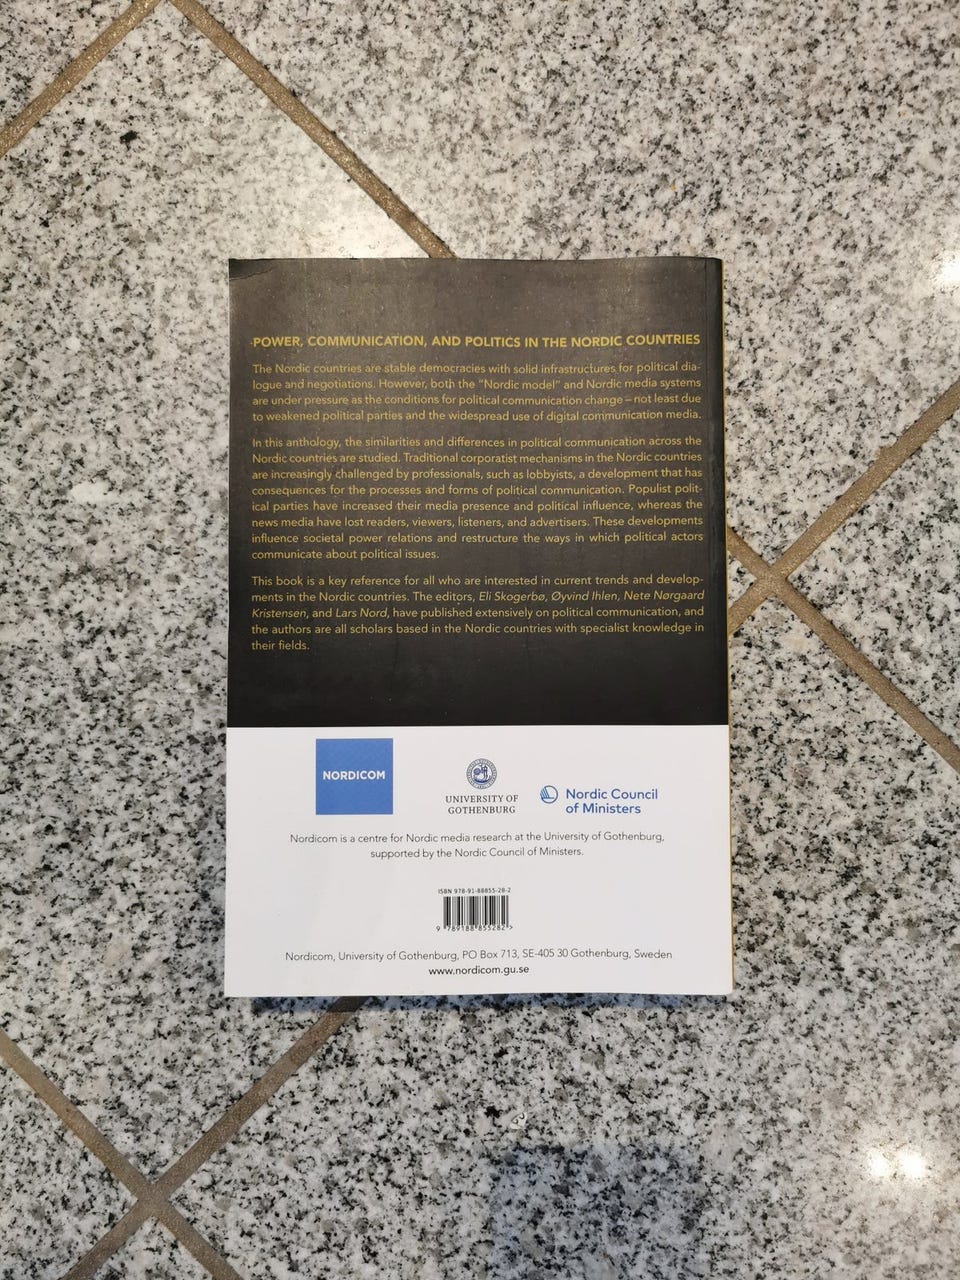 POWER, COMMUNICATION, AND POLITICS IN THE NORDIC COUNTRIES
The Nordic countries are stable democracies with solid infrastructures for political dia-
logue and negotiations. However, both the “Nordic model” and Nordic media systems
are under pressure as the conditions for political communication change – not least due
to weakened political parties and the widespread use of digital communication media.
In this anthology, the similarities and differences in political communication across the
Nordic countries are studied. Traditional corporatist mechanisms in the Nordic countries
are increasingly challenged by professionals, such as lobbyists, a development that has
consequences for the processes and forms of political communication. Populist polit-
ical parties have increased their media presence and political influence, whereas the
news media have lost readers, viewers, listeners, and advertisers. These developments
influence societal power relations and restructure the ways in which political actors
communicate about political issues.
This book is a key reference for all who are interested in current trends and develop-
ments in the Nordic countries. The editors, Eli Skogerbø, Øyvind Ihlen, Nete Nørgaard
Kristensen, and Lars Nord, have published extensively on political communication, and
the authors are all scholars based in the Nordic countries with specialist knowledge in
their fields.
NORDICOM
UNIVERSITY OF
GOTHENBURG
Nordic Council
of Ministers
Nordicom is a centre for Nordic media research at the University of Gothenburg,
supported by the Nordic Council of Ministers.
ISBN 978-91-88855-28-2
9 789188 855282 >
Nordicom, University of Gothenburg, PO Box 713, SE-405 30 Gothenburg, Sweden
www.nordicom.gu.se